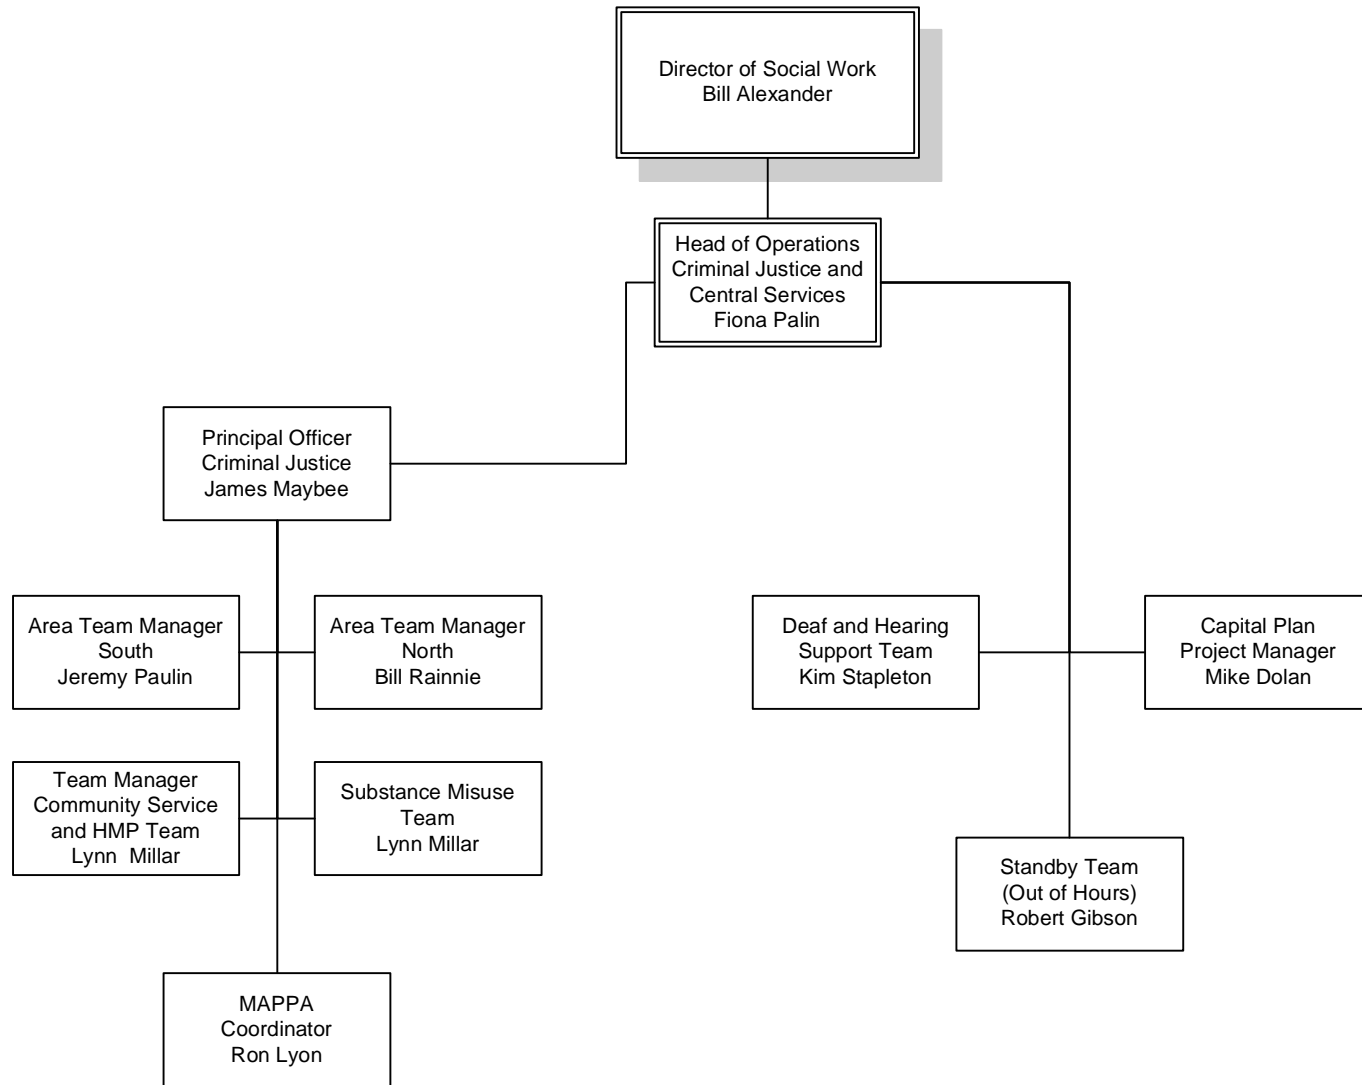 Director of Social Work
Bill Alexander
Head of Operations
Criminal Justice and
Central Services
Fiona Palin
Principal Officer
Criminal Justice
James Maybee
Area Team Manager
South
Jeremy Paulin
Area Team Manager
North
Bill Rainnie
Deaf and Hearing
Support Team
Kim Stapleton
Capital Plan
Project Manager
Mike Dolan
Team Manager
Community Service
and HMP Team
Lynn Millar
Substance Misuse
Team
Lynn Millar
Standby Team
(Out of Hours)
Robert Gibson
MAPPA
Coordinator
Ron Lyon